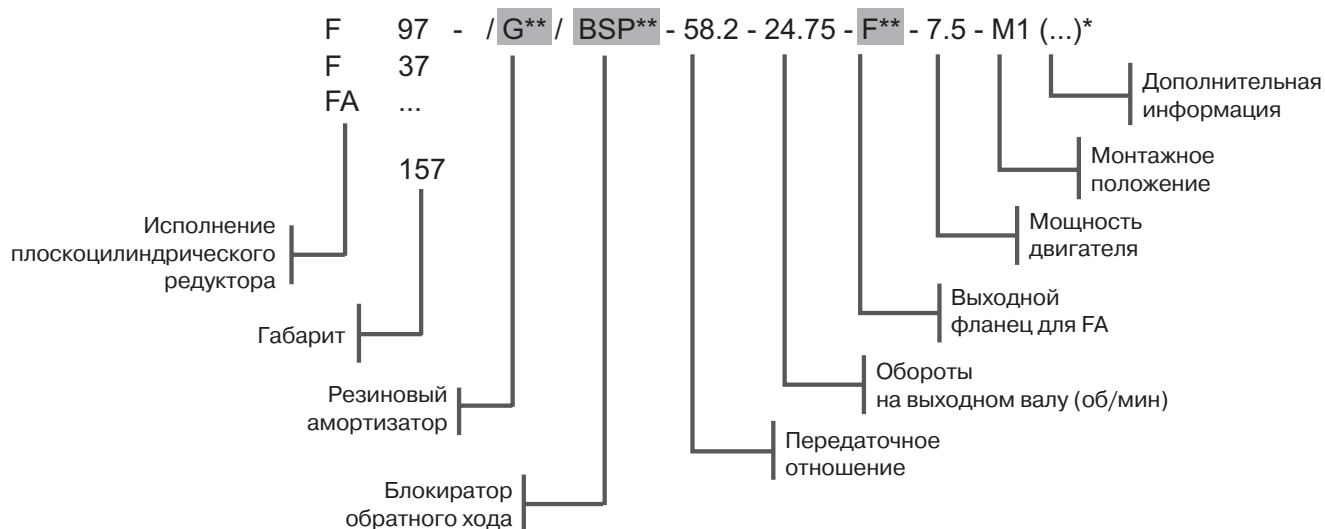 F 97 - / G** / BSP** - 58.2 - 24.75 - F** - 7.5 - M1 (...)*
F 37
FA ...
157
Дополнительная
информация
Монтажное
положение
Мощность
двигателя
Исполнение
плоскоцилиндрического
редуктора
Выходной
фланец для FA
Габарит
Обороты
на выходном валу (об/мин)
Резиновый
амортизатор
Передаточное
отношение
Блокиратор
обратного хода